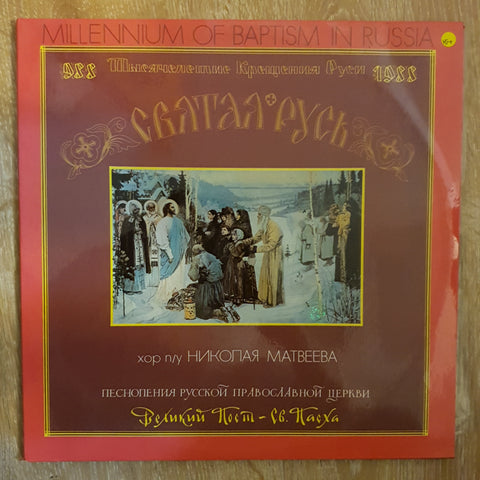 MILLENNIUM OF BAPTISM IN RUSSIA
988 Тысячелетие Крещения Руси 1988
СВЯТАЯ РУСЬ
хор п/у НИКОЛАЯ МАТВЕЕВА
ПЕСНОПЕНИЯ РУССКОЙ ПРАВОСЛАВНОЙ ЦЕРКВИ
Великий Пост – Св. Пасха